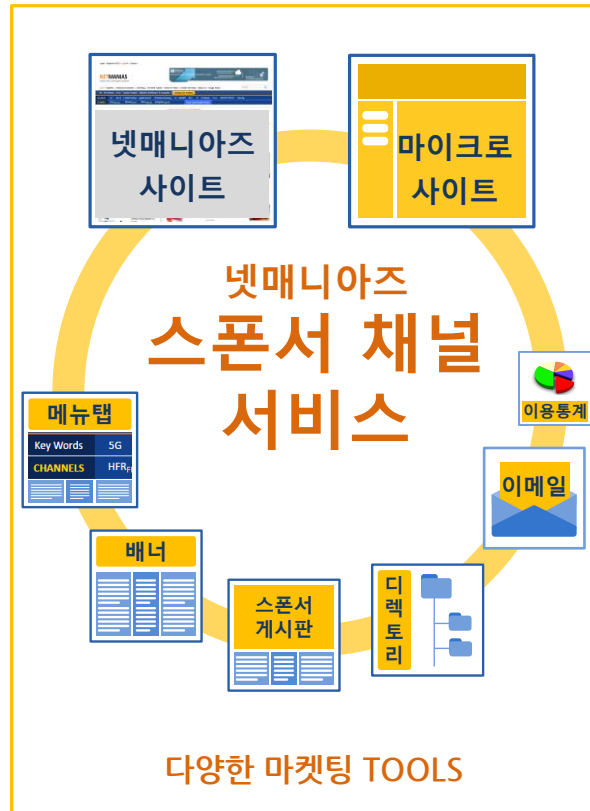 NETMANIAS
넷매니아즈
사이트
마이크로
사이트
넷매니아즈
스폰서 채널
서비스
이용통계
메뉴탭
Key Words 5G
CHANNELS HFR
이메일
배너
스폰서
게시판
디
렉
토
리
다양한 마켓팅 TOOLS